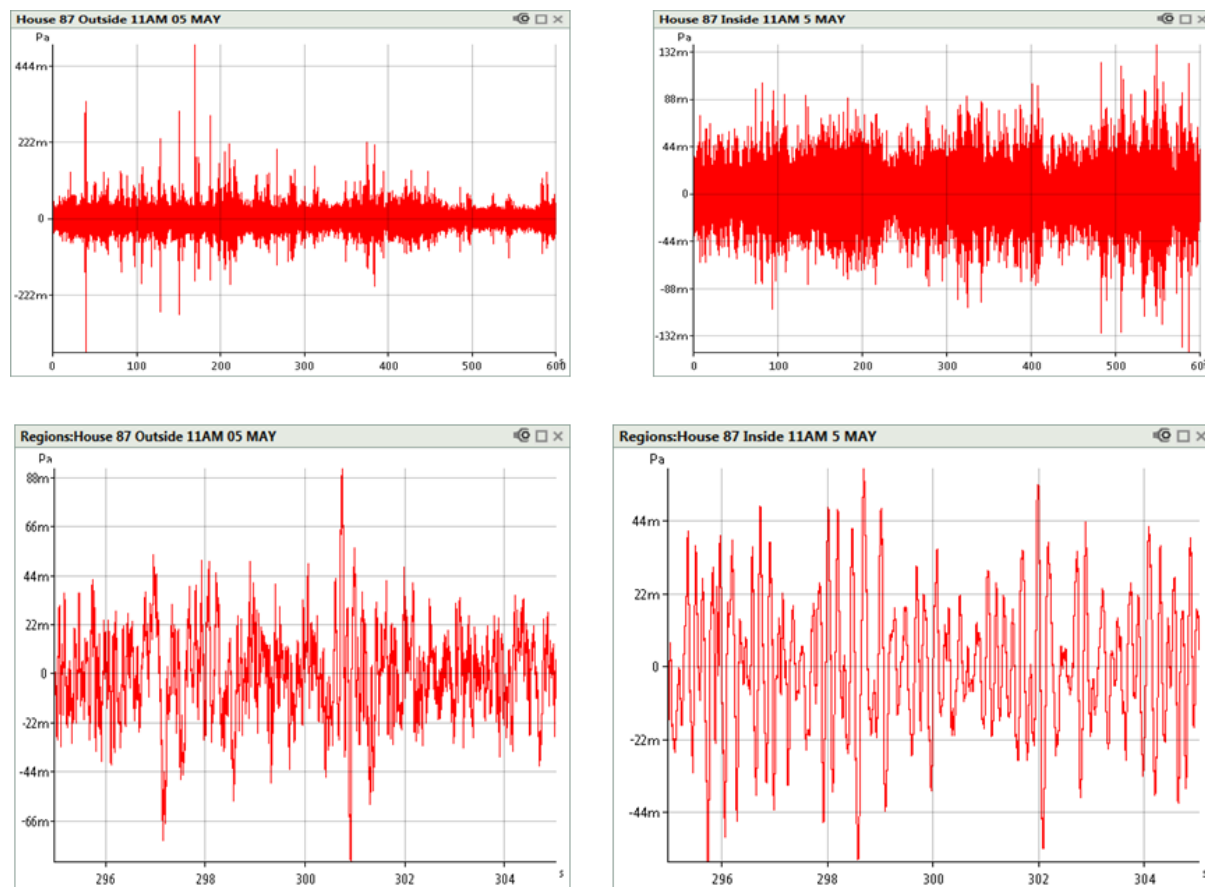 House 87 Outside 11AM 05 MAY
Pa
444m
222m
0
-222m
0 100 200 300 400 500 600 s
House 87 Inside 11AM 5 MAY
Pa
132m
88m
44m
0
-44m
-88m
-132m
0 100 200 300 400 500
Regions:House 87 Outside 11AM 05 MAY
Pa
88m
66m
44m
22m
0
-22m
-44m
-66m
296 298 300 302 304 s
Regions:House 87 Inside 11AM 5 MAY
Pa
44m
22m
0
-22m
-44m
296 298 300 302 304 s